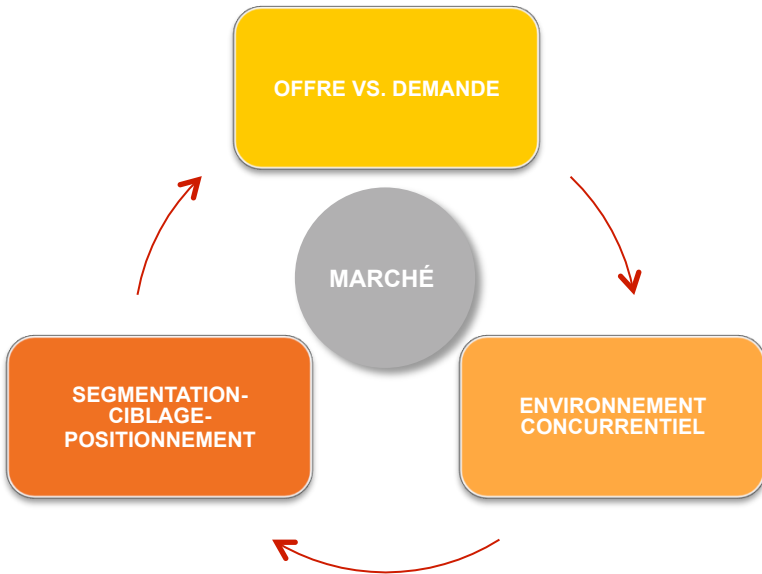 OFFRE VS. DEMANDE
MARCHÉ
SEGMENTATION-
CIBLAGE-
POSITIONNEMENT
ENVIRONNEMENT
CONCURRENTIEL